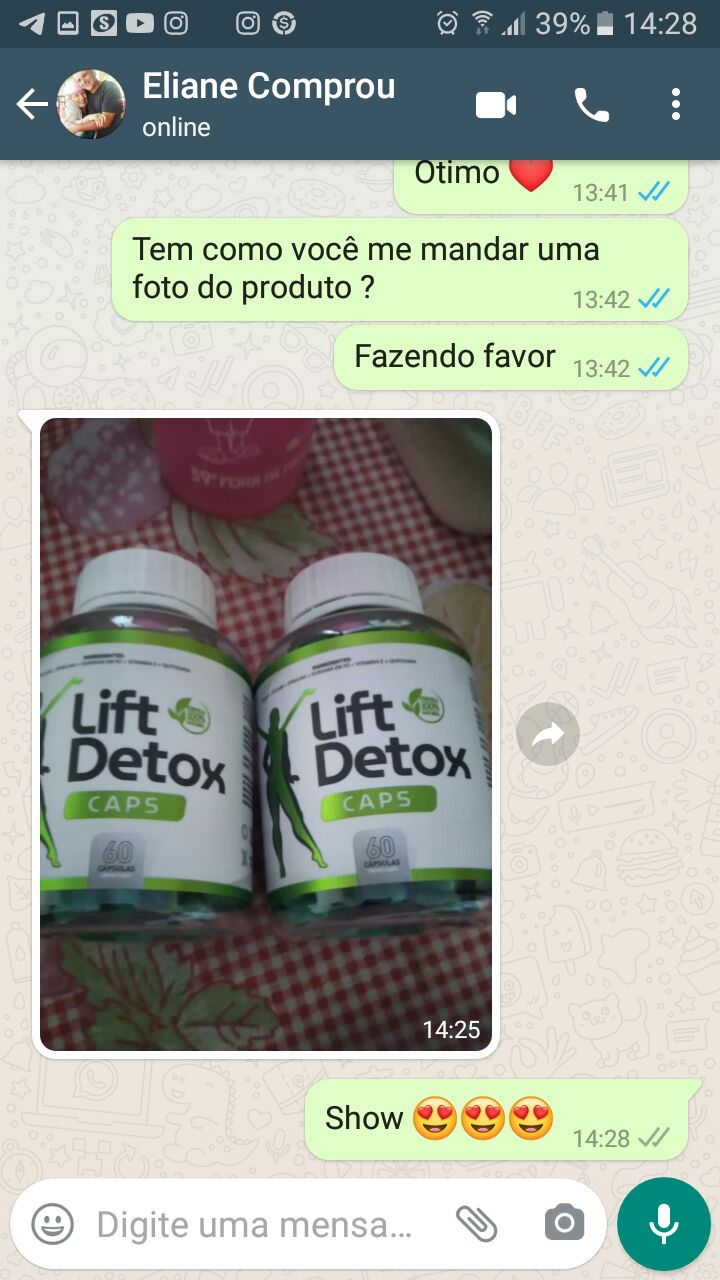 39% 14:28
Eliane Comprou
online
Otimo ❤️
13:41
Tem como você me mandar uma
foto do produto ?
13:42
Fazendo favor
13:42
INGREDIENTES
INGREDIENTES
Lift
Detox
CAPS
60
CÁPSULAS
Lift
Detox
CAPS
60
CÁPSULAS
14:25
Show 😍😍😍
14:28
Digite uma mensa...